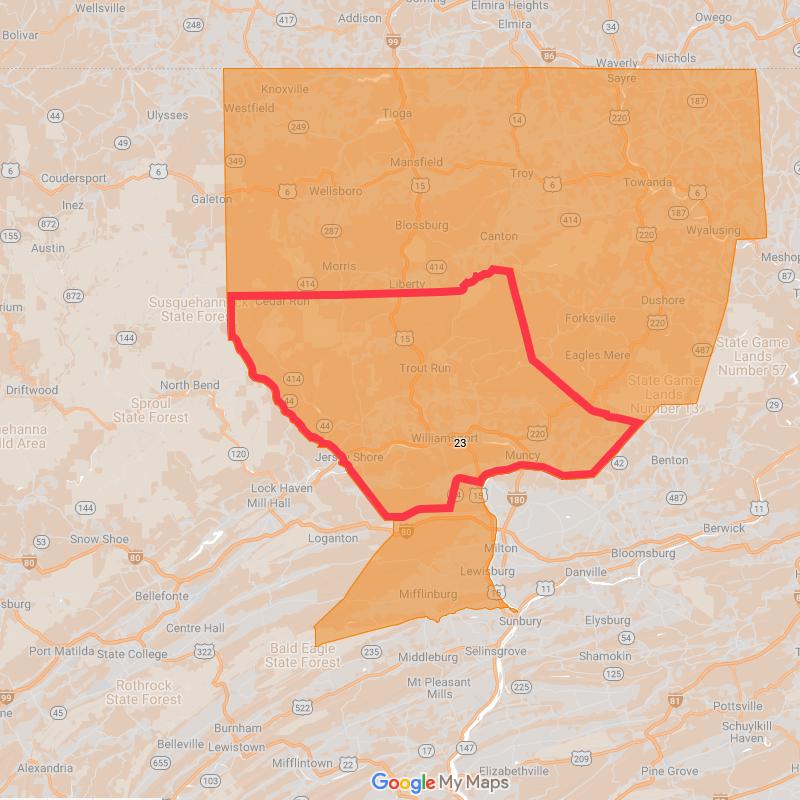 Wellsville
Addison
Elmira Heights
Owego
Bolivar
417
Elmira
34
99
86
Waverly
Nichols
Sayre
Knoxville
Westfield
187
44
Ulysses
249
Tioga
14
220
49
349
Mansfield
6
6
Coudersport
Troy
Towanda
15
6
6
Inez
Galeton
6
Wellsboro
187
872
Blossburg
414
155
287
220
Wyalusing
Austin
Canton
Morris
414
Meshop
87
414
Liberty
872
Cedar Run
Dushore
Susquehannock
State Forest
Forksville
220
144
15
State Game
Lands
Number 57
Eagles Mere
487
Trout Run
Driftwood
North Bend
414
State Game
Lands
Number 13
Sproul
State Forest
44
29
44
Williamsport
23
220
Muncy
120
Jersey Shore
42
Benton
Lock Haven
Mill Hall
15
180
487
144
11
80
Berwick
53
Snow Shoe
Loganton
Milton
Bloomsburg
80
80
Lewisburg
Danville
Mifflinburg
15
11
Bellefonte
Sunbury
Elysburg
Centre Hall
54
Port Matilda
State College
322
Bald Eagle
State Forest
235
Middleburg
Selinsgrove
Shamokin
125
Mt Pleasant
Mills
225
Rothrock
State Forest
99
81
45
522
Pottsville
Burnham
Schuylkill
Haven
Belleville
Lewistown
17
147
655
209
Mifflintown
22
Alexandria
103
Google My Maps
Elizabethville
Pine Grove